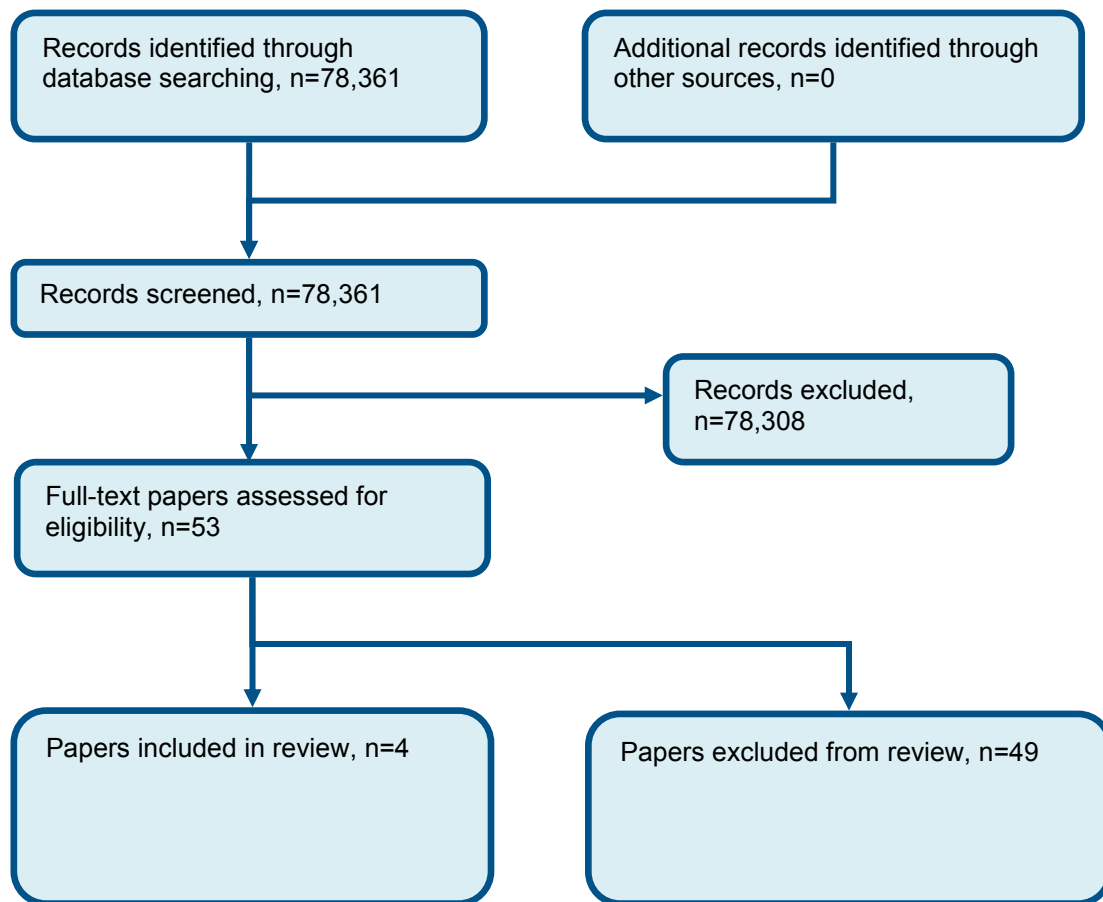 Records identified through
database searching, n=78,361
Additional records identified through
other sources, n=0
Records screened, n=78,361
Records excluded,
n=78,308
Full-text papers assessed for
eligibility, n=53
Papers included in review, n=4
Papers excluded from review, n=49